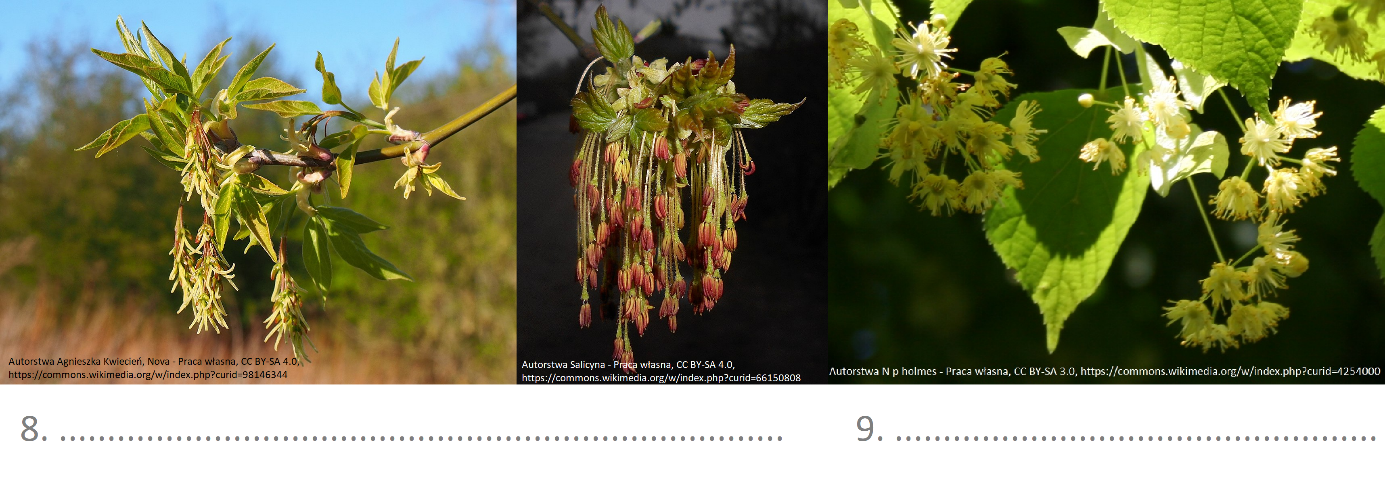 Autorstwa Agnieszka Kwiecień, Nova - Praca własna, CC BY-SA 4.0,
https://commons.wikimedia.org/w/index.php?curid=98146344
Autorstwa Salicyna - Praca własna, CC BY-SA 4.0,
https://commons.wikimedia.org/w/index.php?curid=66150808
Autorstwa N p holmes - Praca własna, CC BY-SA 3.0, https://commons.wikimedia.org/w/index.php?curid=4254000
8. ...........................................................................
9. ..................................................